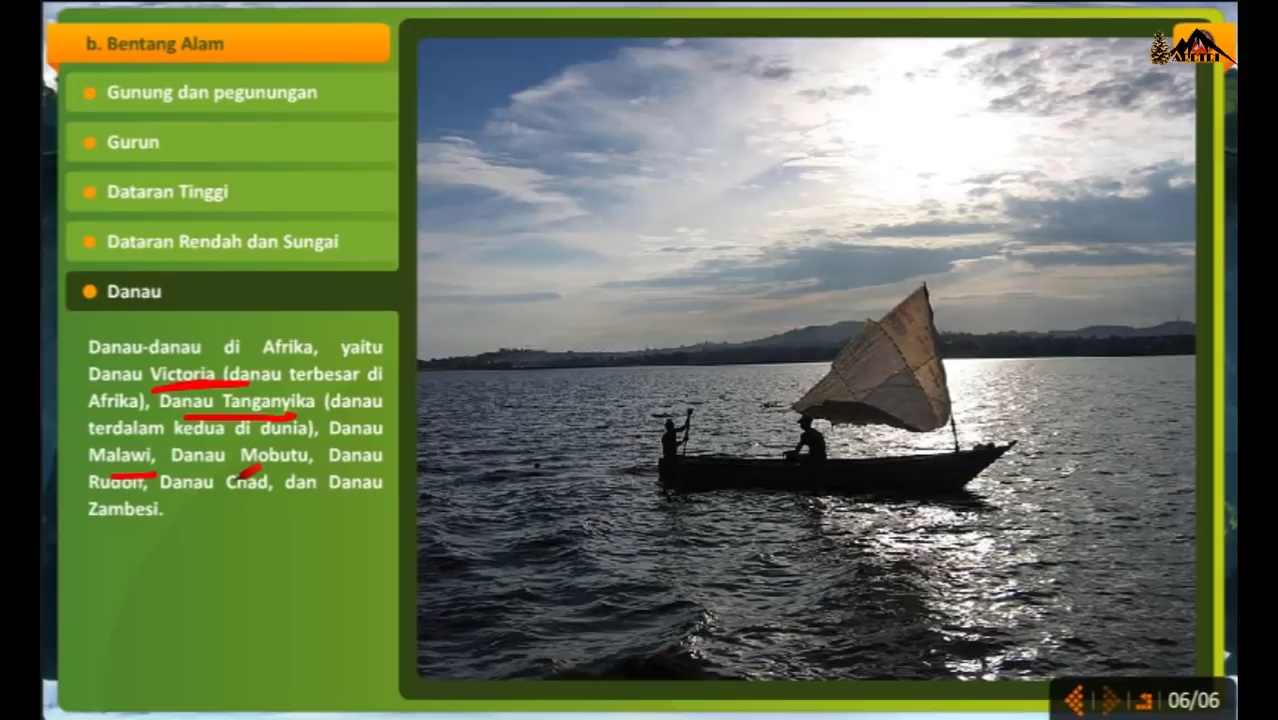 b. Bentang Alam
Gunung dan pegunungan
Gurun
Dataran Tinggi
Dataran Rendah dan Sungai
Danau
Danau-danau di Afrika, yaitu
Danau Victoria (danau terbesar di
Afrika), Danau Tanganyika (danau
terdalam kedua di dunia), Danau
Malawi, Danau Mobutu, Danau
Rudolf, Danau Chad, dan Danau
Zambesi.
06/06